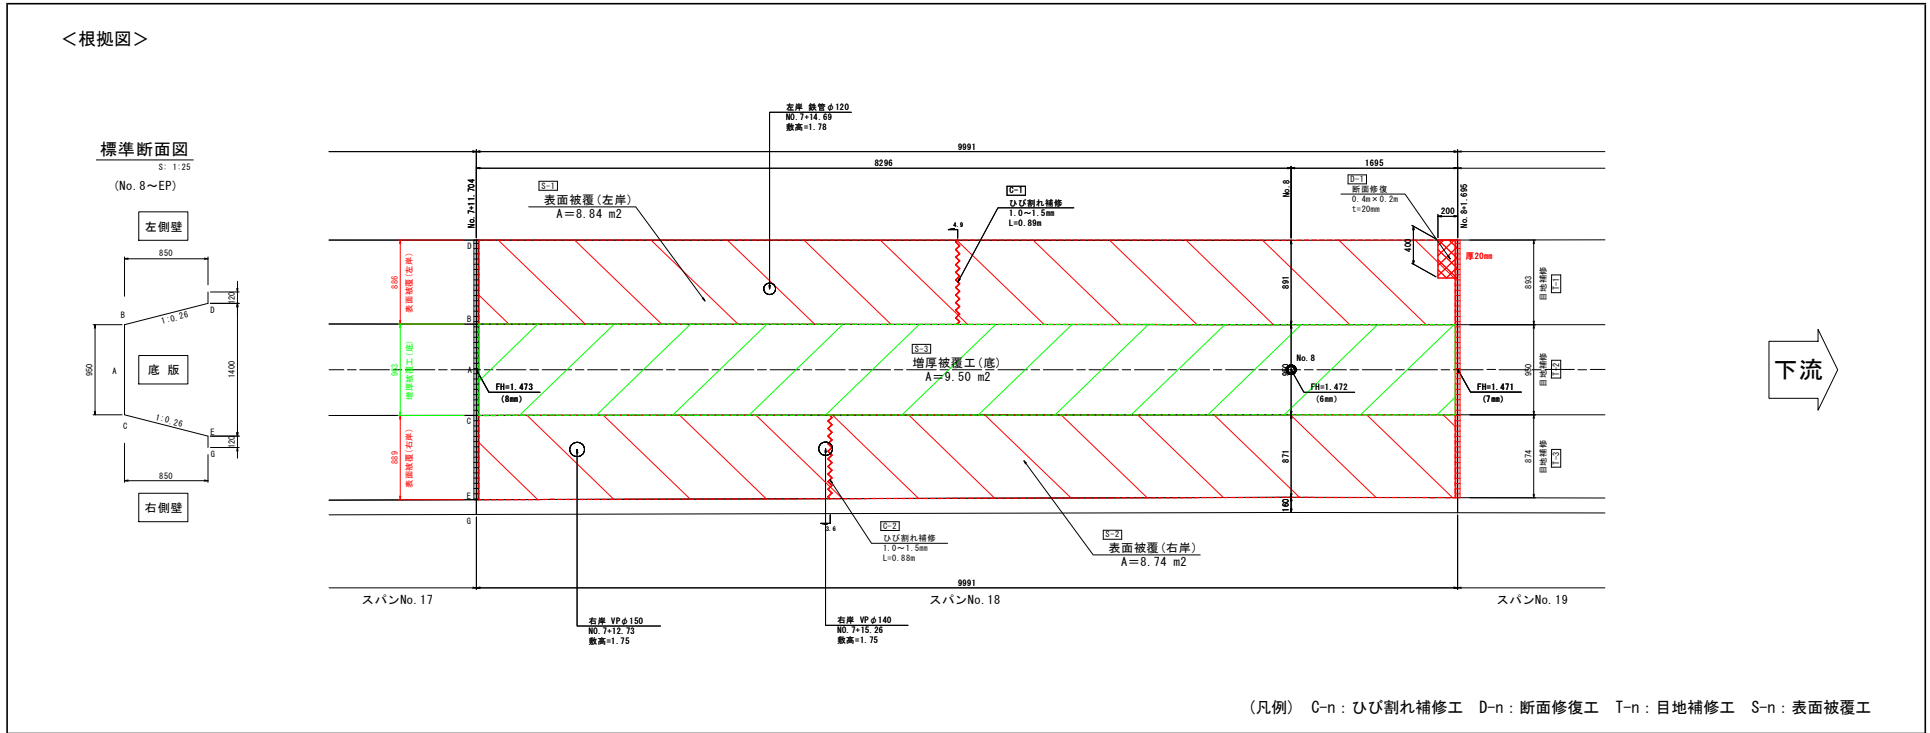 ＜根拠図＞
標準断面図
S: 1:25
(No.8～EP)
左側壁
850
120
1:0.26
B
D
950
A
底 版
1400
C
1:0.26
E
120
G
850
右側壁
左岸 鉄管φ120
NO.7+14.69
敷高=1.78
9991
8296
1695
No.7+11.704
No.8
No.8+1.695
S-1
表面被覆(左岸)
A＝8.84 m2
C-1
ひび割れ補修
1.0～1.5mm
L=0.89m
4.9
D-1
断面修復
0.4m×0.2m
t=20mm
200
400
厚20mm
886
表面被覆(左岸)
D
B
891
893
目地補修
T-1
増厚被覆工(底)
A
S-3
増厚被覆工(底)
A＝9.50 m2
No.8
FH=1.473
(8mm)
FH=1.472
(6mm)
FH=1.471
(7mm)
950
目地補修
T-2
889
表面被覆(右岸)
C
E
G
871
160
874
目地補修
T-3
3.6
C-2
ひび割れ補修
1.0～1.5mm
L=0.88m
S-2
表面被覆(右岸)
A＝8.74 m2
9991
スパンNo.17
スパンNo.18
スパンNo.19
右岸 VPφ150
NO.7+12.73
敷高=1.75
右岸 VPφ140
NO.7+15.26
敷高=1.75
下流
(凡例) C-n：ひび割れ補修工 D-n：断面修復工 T-n：目地補修工 S-n：表面被覆工